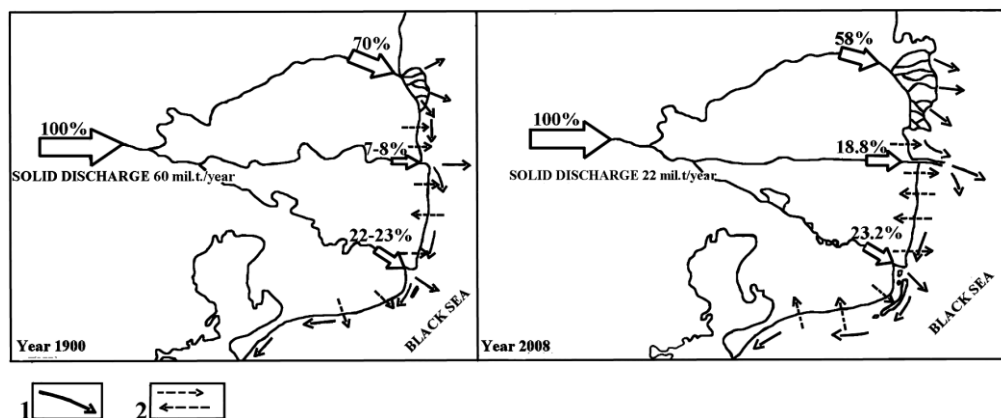 70%
100%
7-8%
SOLID DISCHARGE 60 mil.t./year
22-23%
BLACK SEA
Year 1900
58%
100%
18.8%
SOLID DISCHARGE 22 mil.t/year
23.2%
BLACK SEA
Year 2008
1
2